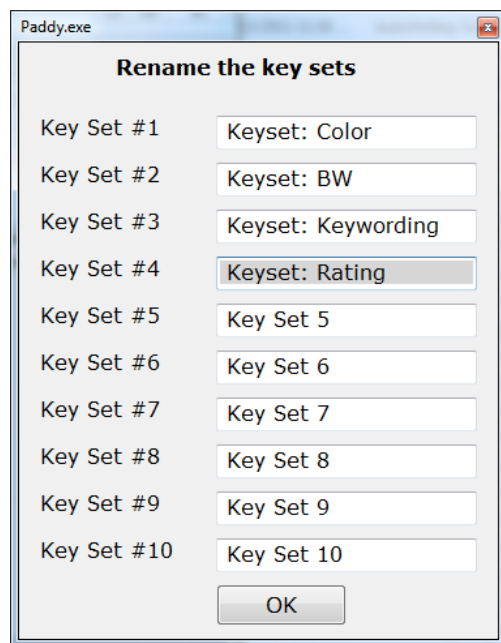 Paddy.exe
Rename the key sets
Key Set #1 Keyset: Color
Key Set #2 Keyset: BW
Key Set #3 Keyset: Keywording
Key Set #4 Keyset: Rating
Key Set #5 Key Set 5
Key Set #6 Key Set 6
Key Set #7 Key Set 7
Key Set #8 Key Set 8
Key Set #9 Key Set 9
Key Set #10 Key Set 10
OK